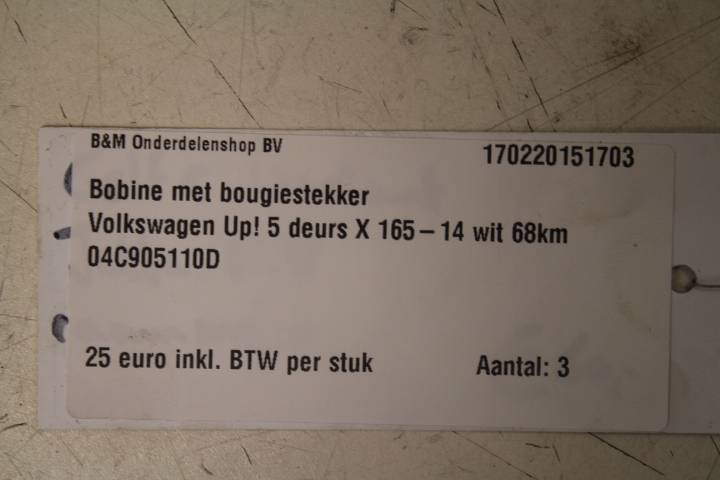 B&M Onderdelenshop BV
170220151703
Bobine met bougiestekker
Volkswagen Up! 5 deurs X 165-14 wit 68km
04C905110D
25 euro inkl. BTW per stuk
Aantal: 3